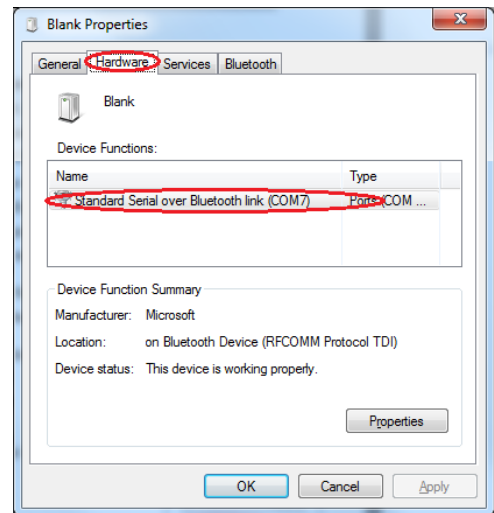 Blank Properties
General Hardware Services Bluetooth
Blank
Device Functions:
Name Type
Standard Serial over Bluetooth link (COM7) Ports (COM ...
Device Function Summary
Manufacturer: Microsoft
Location: on Bluetooth Device (RFCOMM Protocol TDI)
Device status: This device is working properly.
Properties
OK Cancel Apply